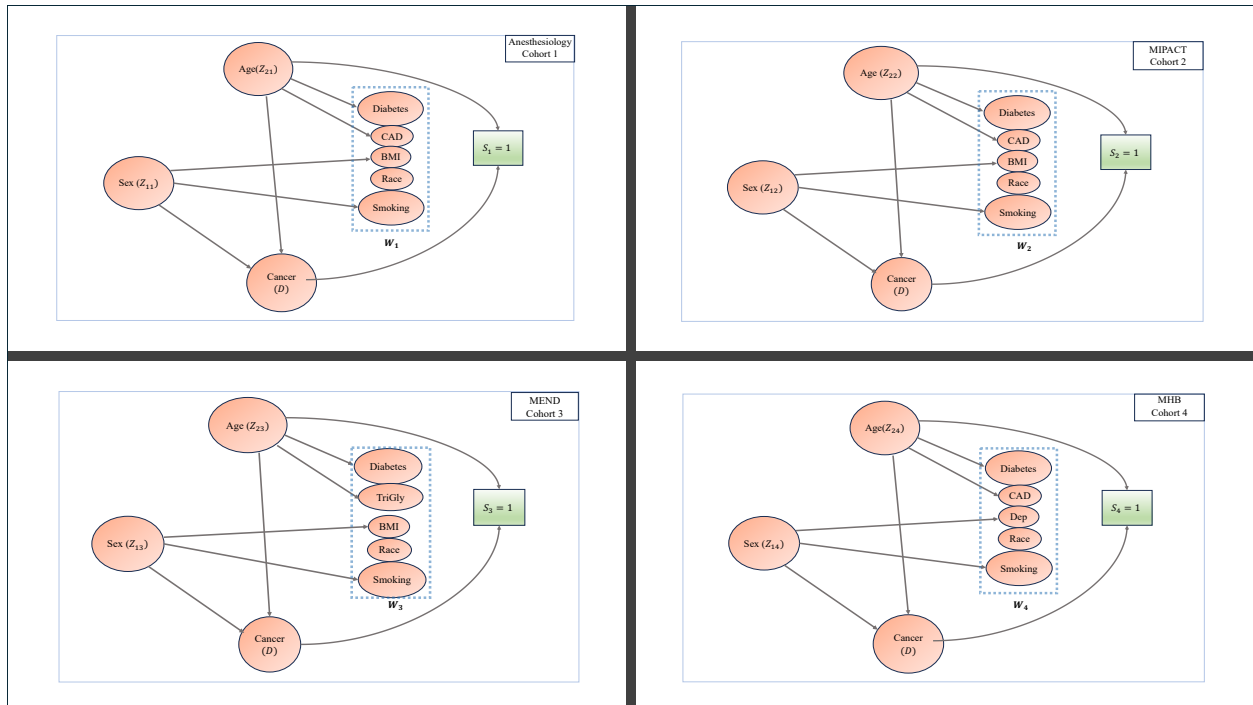 Anesthesiology
Cohort 1
Age(Z₂₁)
Diabetes
CAD
BMI
Race
Smoking
W₁
Sex (Z₁₁)
Cancer
(D)
S₁ = 1
MIPACT
Cohort 2
Age (Z₂₂)
Diabetes
CAD
BMI
Race
Smoking
W₂
Sex (Z₁₂)
Cancer
(D)
S₂ = 1
MEND
Cohort 3
Age (Z₂₃)
Diabetes
TriGly
BMI
Race
Smoking
W₃
Sex (Z₁₃)
Cancer
(D)
S₃ = 1
MHB
Cohort 4
Age(Z₂₄)
Diabetes
CAD
Dep
Race
Smoking
W₄
Sex (Z₁₄)
Cancer
(D)
S₄ = 1